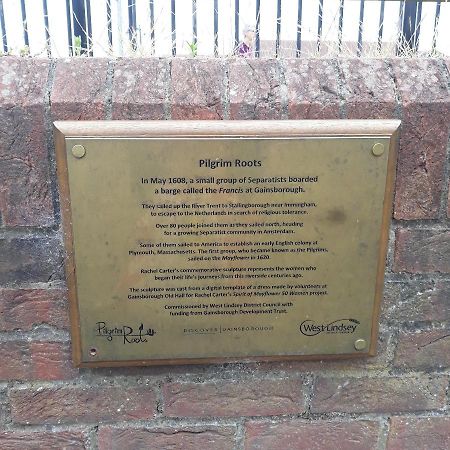 Pilgrim Roots
In May 1608, a small group of Separatists boarded
a barge called the Francis at Gainsborough.
They sailed up the River Trent to Stallingborough near Immingham,
to escape to the Netherlands in search of religious tolerance.
Over 80 people joined them as they sailed north, heading
for a growing Separatist community in Amsterdam.
Some of them sailed to America to establish an early English colony at
Plymouth, Massachusetts. The first group, who became known as the Pilgrims,
sailed on the Mayflower in 1620.
Rachel Carter's commemorative sculpture represents the women who
began their life's journeys from this riverside centuries ago.
The sculpture was cast from a digital template of a dress made by volunteers at
Gainsborough Old Hall for Rachel Carter's Spirit of Mayflower 50 Women project.
Commissioned by West Lindsey District Council with
funding from Gainsborough Development Trust.
Pilgrim Roots
DISCOVER GAINSBOROUGH
West Lindsey